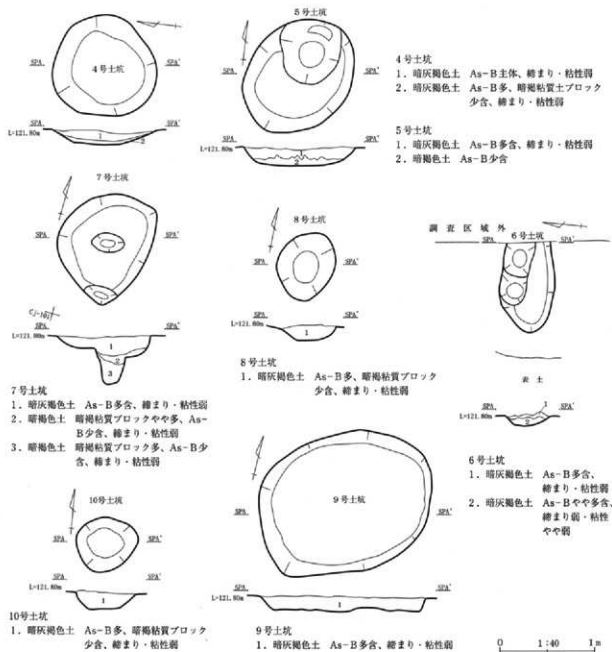 4号土坑
SPA
SPA'
L=121.80m
1
2
5号土坑
SPA
SPA'
L=121.80m
1
2
4号土坑
1. 暗灰褐色土 As-B主体、締まり・粘性弱
2. 暗灰褐色土 As-B多、暗褐粘質土ブロック
少含、締まり・粘性弱
5号土坑
1. 暗灰褐色土 As-B多含、締まり・粘性弱
2. 暗褐色土 As-B少含
7号土坑
SPA
SPA'
SPA
SPA'
L=121.80m
1
2
3
7号土坑
1. 暗灰褐色土 As-B多含、締まり・粘性弱
2. 暗褐色土 暗褐粘質ブロックやや多、As-
B少含、締まり・粘性弱
3. 暗褐色土 暗褐粘質ブロック多、As-B少
含、締まり・粘性弱
8号土坑
SPA
SPA'
SPA
SPA'
L=121.80m
1
8号土坑
1. 暗灰褐色土 As-B多、暗褐粘質ブロック
少含、締まり・粘性弱
調査区域外
6号土坑
SPA
SPA'
表土
L=121.80m
1
2
6号土坑
1. 暗灰褐色土 As-B多含、
締まり・粘性弱
2. 暗灰褐色土 As-Bやや多含、
締まり弱・粘性
やや弱
10号土坑
SPA
SPA'
SPA
SPA'
L=121.80m
1
10号土坑
1. 暗灰褐色土 As-B多、暗褐粘質ブロック
少含、締まり・粘性弱
9号土坑
SPA
SPA'
SPA
SPA'
L=121.80m
1
9号土坑
1. 暗灰褐色土 As-B多含、締まり・粘性弱
0 1:40 1m